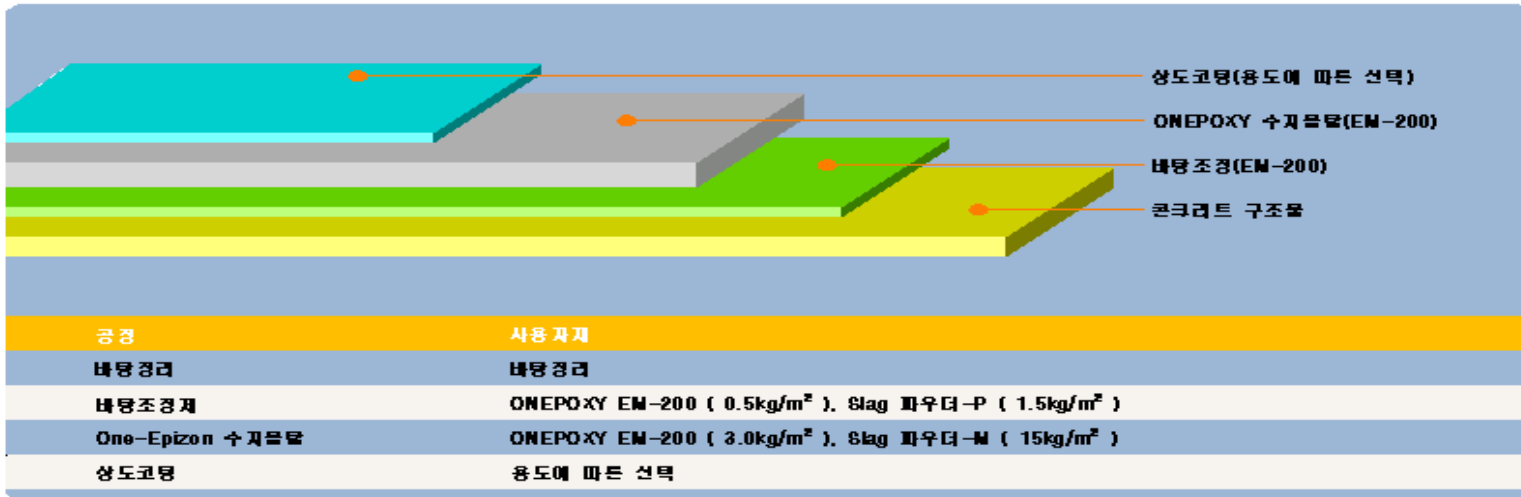 상도코팅(용도에 따른 선택)
ONEPOXY 수지몰탈(EM-200)
바탕조정(EM-200)
콘크리트 구조물
공정 사용자재
바탕정리 바탕정리
바탕조정재 ONEPOXY EM-200 ( 0.5kg/m² ), Slag 파우더-P ( 1.5kg/m² )
One-Epizon 수지몰탈 ONEPOXY EM-200 ( 3.0kg/m² ), Slag 파우더-M ( 15kg/m² )
상도코팅 용도에 따른 선택